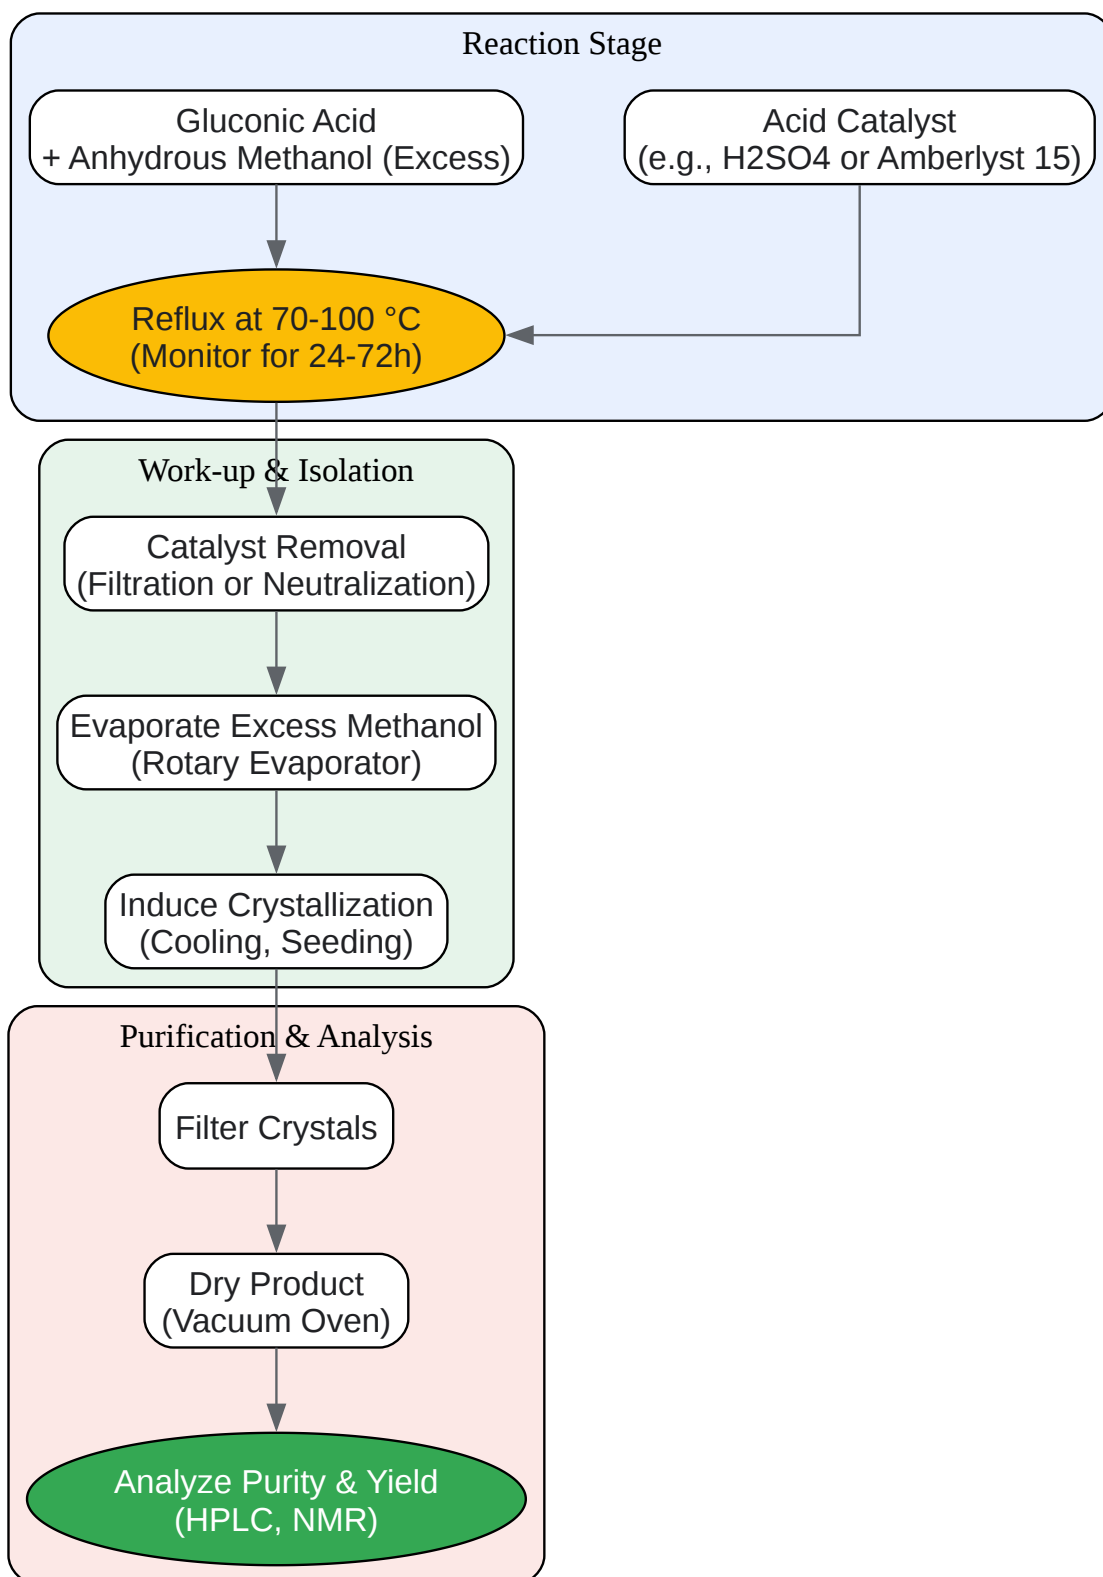 Reaction Stage
Gluconic Acid
+ Anhydrous Methanol (Excess)
Acid Catalyst
(e.g., H2SO4 or Amberlyst 15)
Reflux at 70-100 °C
(Monitor for 24-72h)
Work-up & Isolation
Catalyst Removal
(Filtration or Neutralization)
Evaporate Excess Methanol
(Rotary Evaporator)
Induce Crystallization
(Cooling, Seeding)
Purification & Analysis
Filter Crystals
Dry Product
(Vacuum Oven)
Analyze Purity & Yield
(HPLC, NMR)